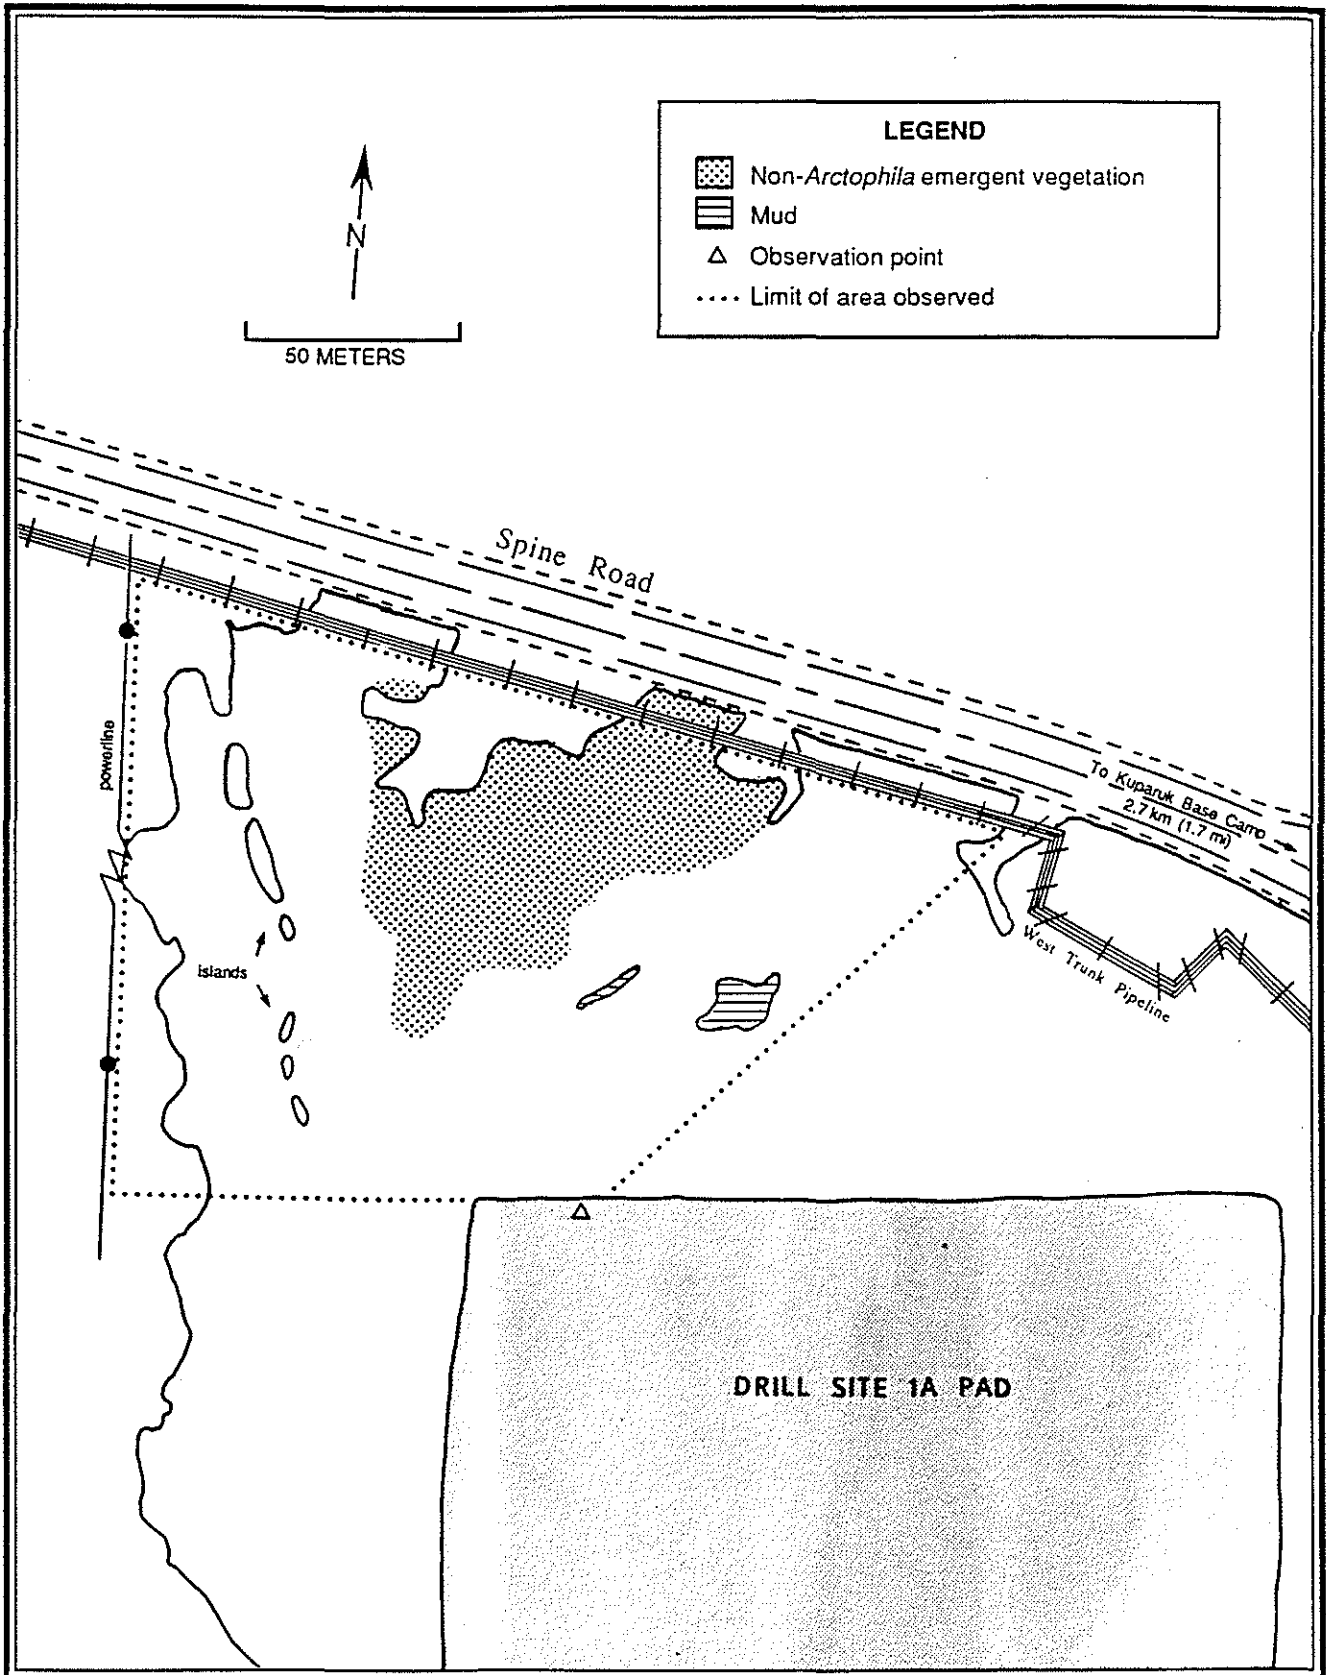 LEGEND
Non-Arctophila emergent vegetation
Mud
Observation point
Limit of area observed
N
50 METERS
Spine Road
powerline
To Kuparuk Base Camp
2.7 km (1.7 mi)
islands
West Trunk Pipeline
DRILL SITE 1A PAD